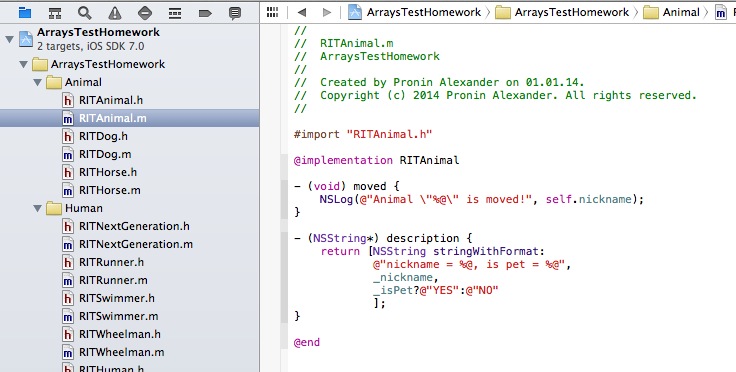 ArraysTestHomework
2 targets, iOS SDK 7.0
ArraysTestHomework
Animal
RITAnimal.h
RITAnimal.m
RITDog.h
RITDog.m
RITHorse.h
RITHorse.m
Human
RITNextGeneration.h
RITNextGeneration.m
RITRunner.h
RITRunner.m
RITSwimmer.h
RITSwimmer.m
RITWheelman.h
RITWheelman.m
RITHuman.h
ArraysTestHomework ArraysTestHomework Animal
//
// RITAnimal.m
// ArraysTestHomework
//
// Created by Pronin Alexander on 01.01.14.
// Copyright (c) 2014 Pronin Alexander. All rights reserved.
//
#import "RITAnimal.h"
@implementation RITAnimal
- (void) moved {
NSLog(@"Animal \"%@\" is moved!", self.nickname);
}
- (NSString*) description {
return [NSString stringWithFormat:
@"nickname = %@, is pet = %@",
_nickname,
_isPet?@"YES":@"NO"
];
}
@end